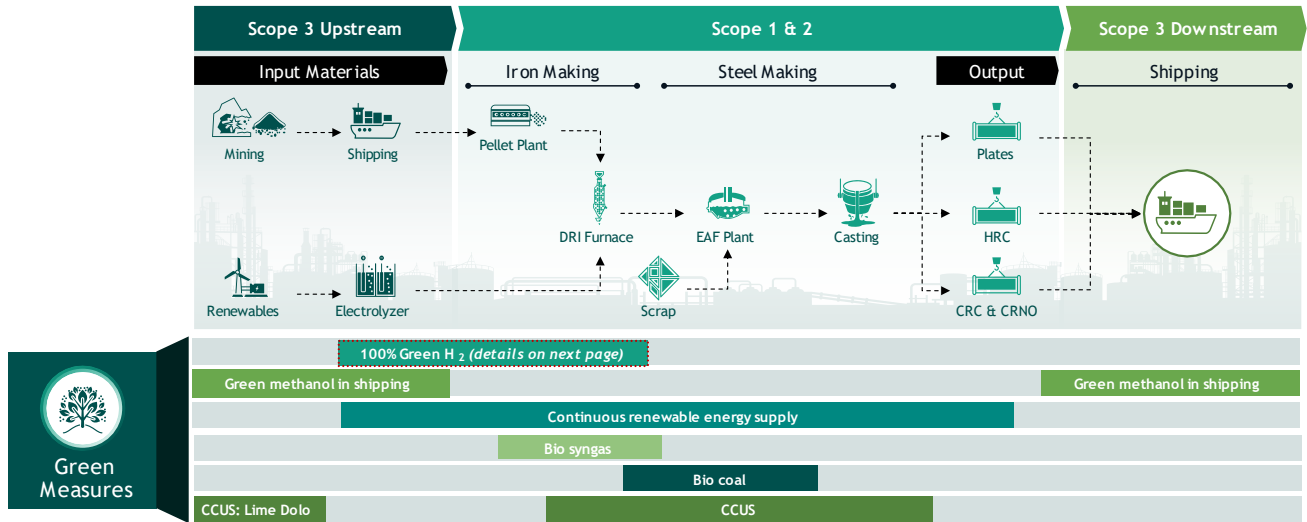 Scope 3 Upstream
Scope 1 & 2
Scope 3 Downstream
Input Materials
Iron Making
Steel Making
Output
Shipping
Mining
Shipping
Pellet Plant
Plates
DRI Furnace
EAF Plant
Casting
HRC
Renewables
Electrolyzer
Scrap
CRC & CRNO
Green
Measures
100% Green H2 (details on next page)
Green methanol in shipping
Green methanol in shipping
Continuous renewable energy supply
Bio syngas
Bio coal
CCUS: Lime Dolo
CCUS